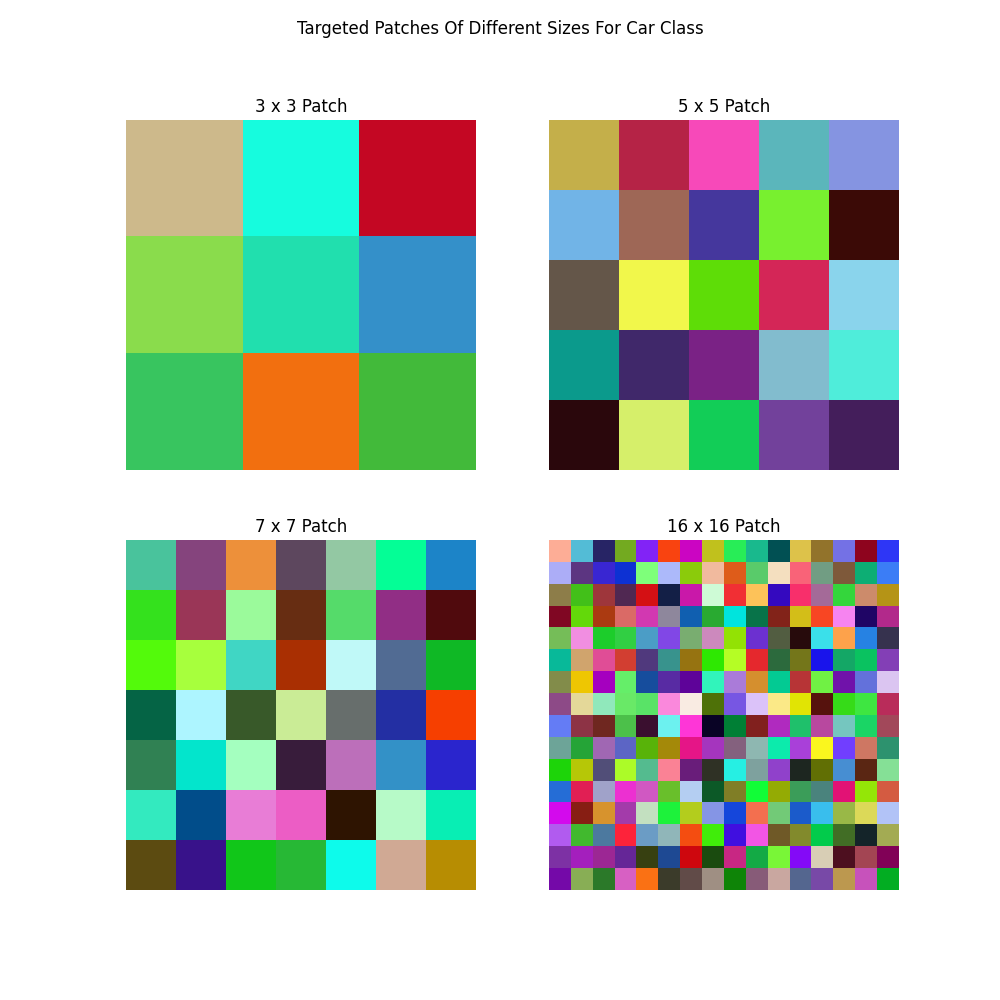 Targeted Patches Of Different Sizes For Car Class
3 x 3 Patch
5 x 5 Patch
7 x 7 Patch
16 x 16 Patch